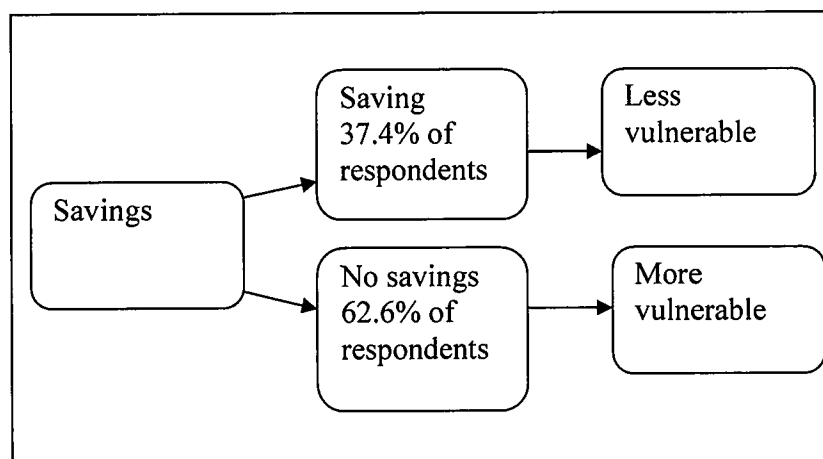 Savings
Saving
37.4% of
respondents
Less
vulnerable
No savings
62.6% of
respondents
More
vulnerable